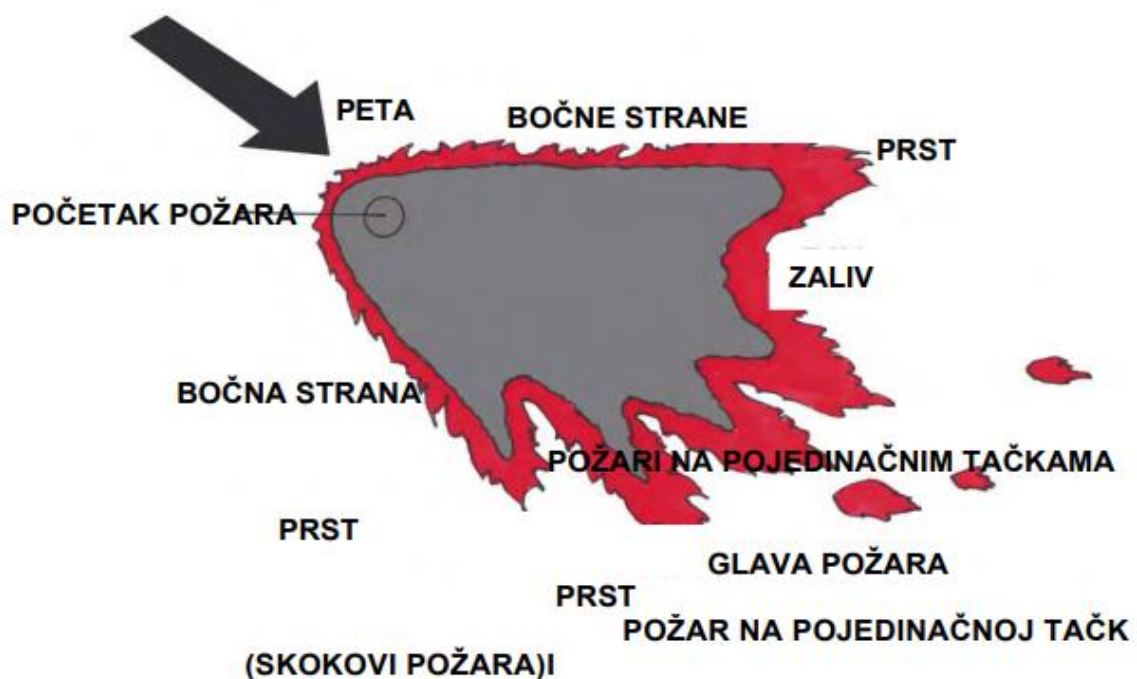 PETA
BOČNE STRANE
PRST
POČETAK POŽARA
ZALIV
BOČNA STRANA
POŽARI NA POJEDINAČNIM TAČKAMA
PRST
GLAVA POŽARA
PRST
POŽAR NA POJEDINAČNOJ TAČK
(SKOKOVI POŽARA)I